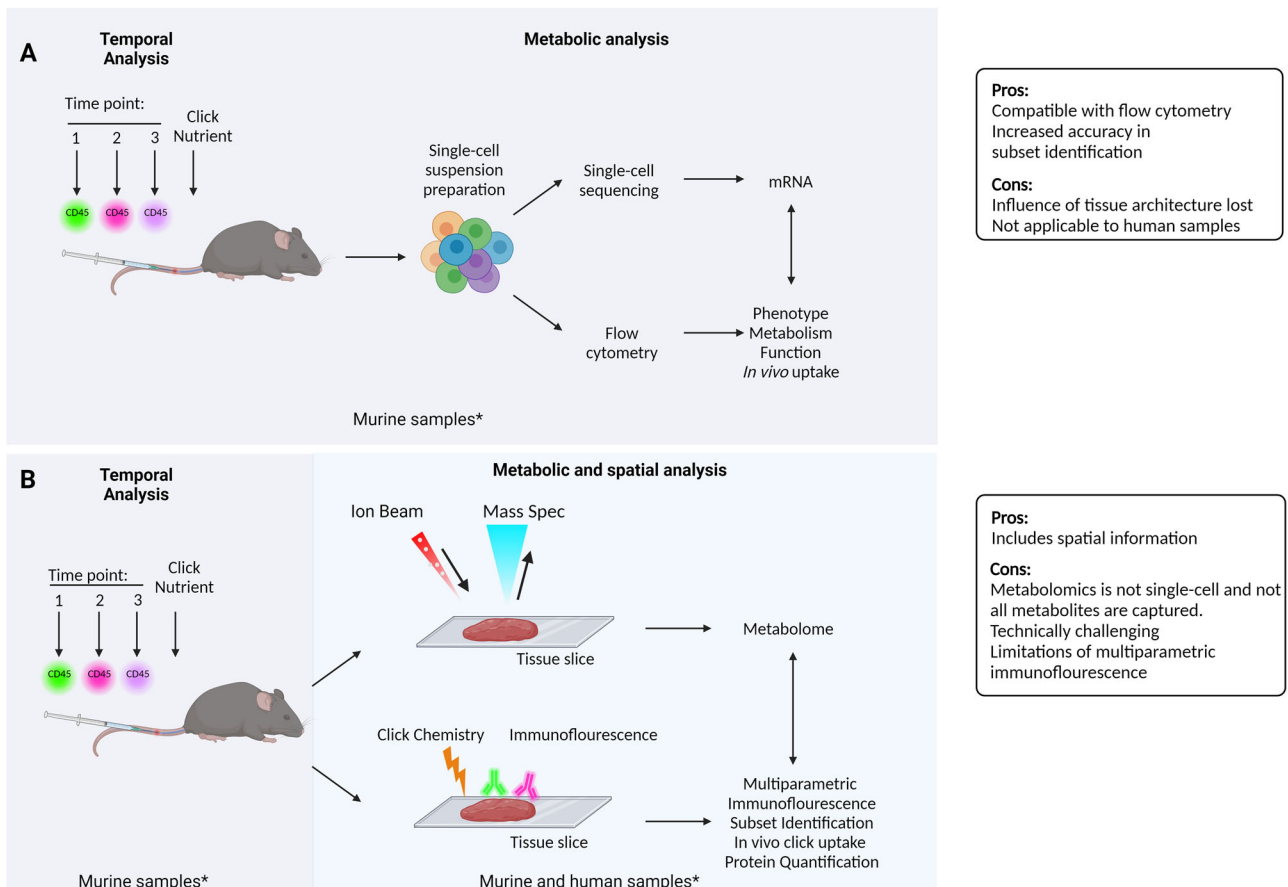 A
Temporal
Analysis
Metabolic analysis
Time point:
1 2 3
Click
Nutrient
CD45 CD45 CD45
Single-cell
suspension
preparation
Single-cell
sequencing
mRNA
Flow
cytometry
Phenotype
Metabolism
Function
In vivo uptake
Murine samples*
Pros:
Compatible with flow cytometry
Increased accuracy in
subset identification
Cons:
Influence of tissue architecture lost
Not applicable to human samples
B
Temporal
Analysis
Metabolic and spatial analysis
Time point:
1 2 3
Click
Nutrient
CD45 CD45 CD45
Ion Beam
Mass Spec
Tissue slice
Metabolome
Click Chemistry
Immunoflourescence
Tissue slice
Multiparametric
Immunoflourescence
Subset Identification
In vivo click uptake
Protein Quantification
Murine samples*
Murine and human samples*
Pros:
Includes spatial information
Cons:
Metabolomics is not single-cell and not
all metabolites are captured.
Technically challenging
Limitations of multiparametric
immunoflourescence